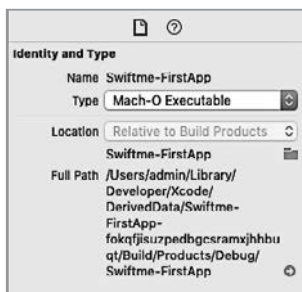 Identity and Type
Name Swiftme-FirstApp
Type Mach-O Executable
Location Relative to Build Products
Swiftme-FirstApp
Full Path /Users/admin/Library/
Developer/Xcode/
DerivedData/Swiftme-
FirstApp-
fokqfjisuzpedbgcsramxjhhbu
qt/Build/Products/Debug/
Swiftme-FirstApp